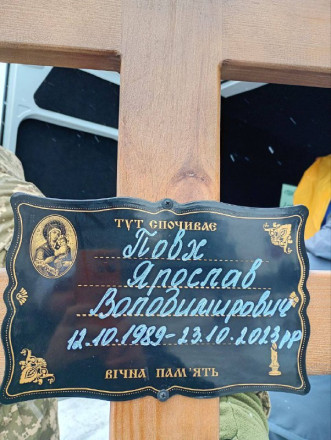 ТУТ СПОЧИВАЄ
Повх
Ярослав
Володимирович
12.10.1989-23.10.2023рр
ВІЧНА ПАМ'ЯТЬ